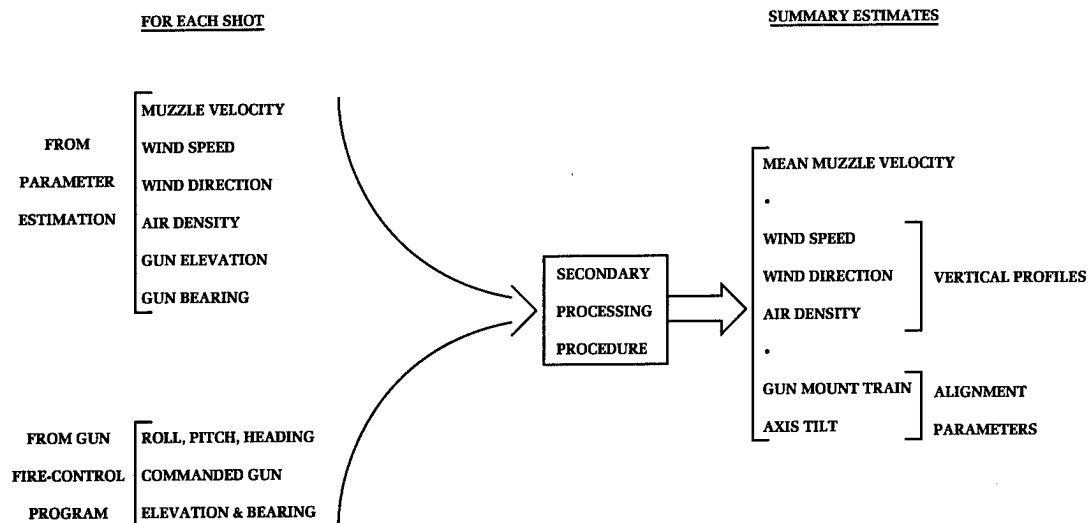 FOR EACH SHOT
SUMMARY ESTIMATES
FROM
PARAMETER
ESTIMATION
MUZZLE VELOCITY
WIND SPEED
WIND DIRECTION
AIR DENSITY
GUN ELEVATION
GUN BEARING
FROM GUN
FIRE-CONTROL
PROGRAM
ROLL, PITCH, HEADING
COMMANDED GUN
ELEVATION & BEARING
SECONDARY
PROCESSING
PROCEDURE
MEAN MUZZLE VELOCITY
•
WIND SPEED
WIND DIRECTION
AIR DENSITY
VERTICAL PROFILES
•
GUN MOUNT TRAIN
AXIS TILT
ALIGNMENT
PARAMETERS